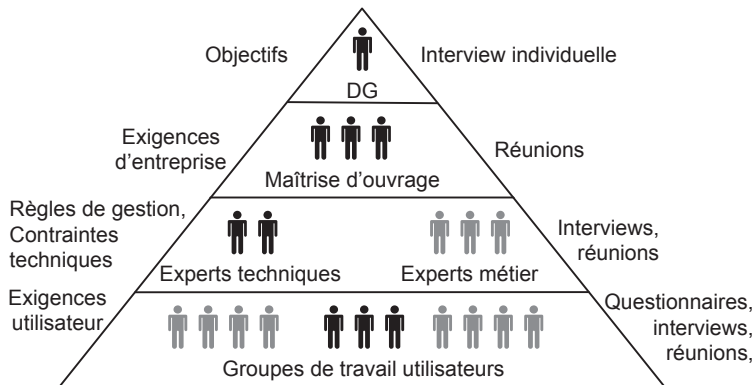 Objectifs
Interview individuelle
DG
Exigences
d’entreprise
Réunions
Maîtrise d’ouvrage
Règles de gestion,
Contraintes
techniques
Interviews,
réunions
Experts techniques
Experts métier
Exigences
utilisateur
Questionnaires,
interviews,
réunions,
Groupes de travail utilisateurs